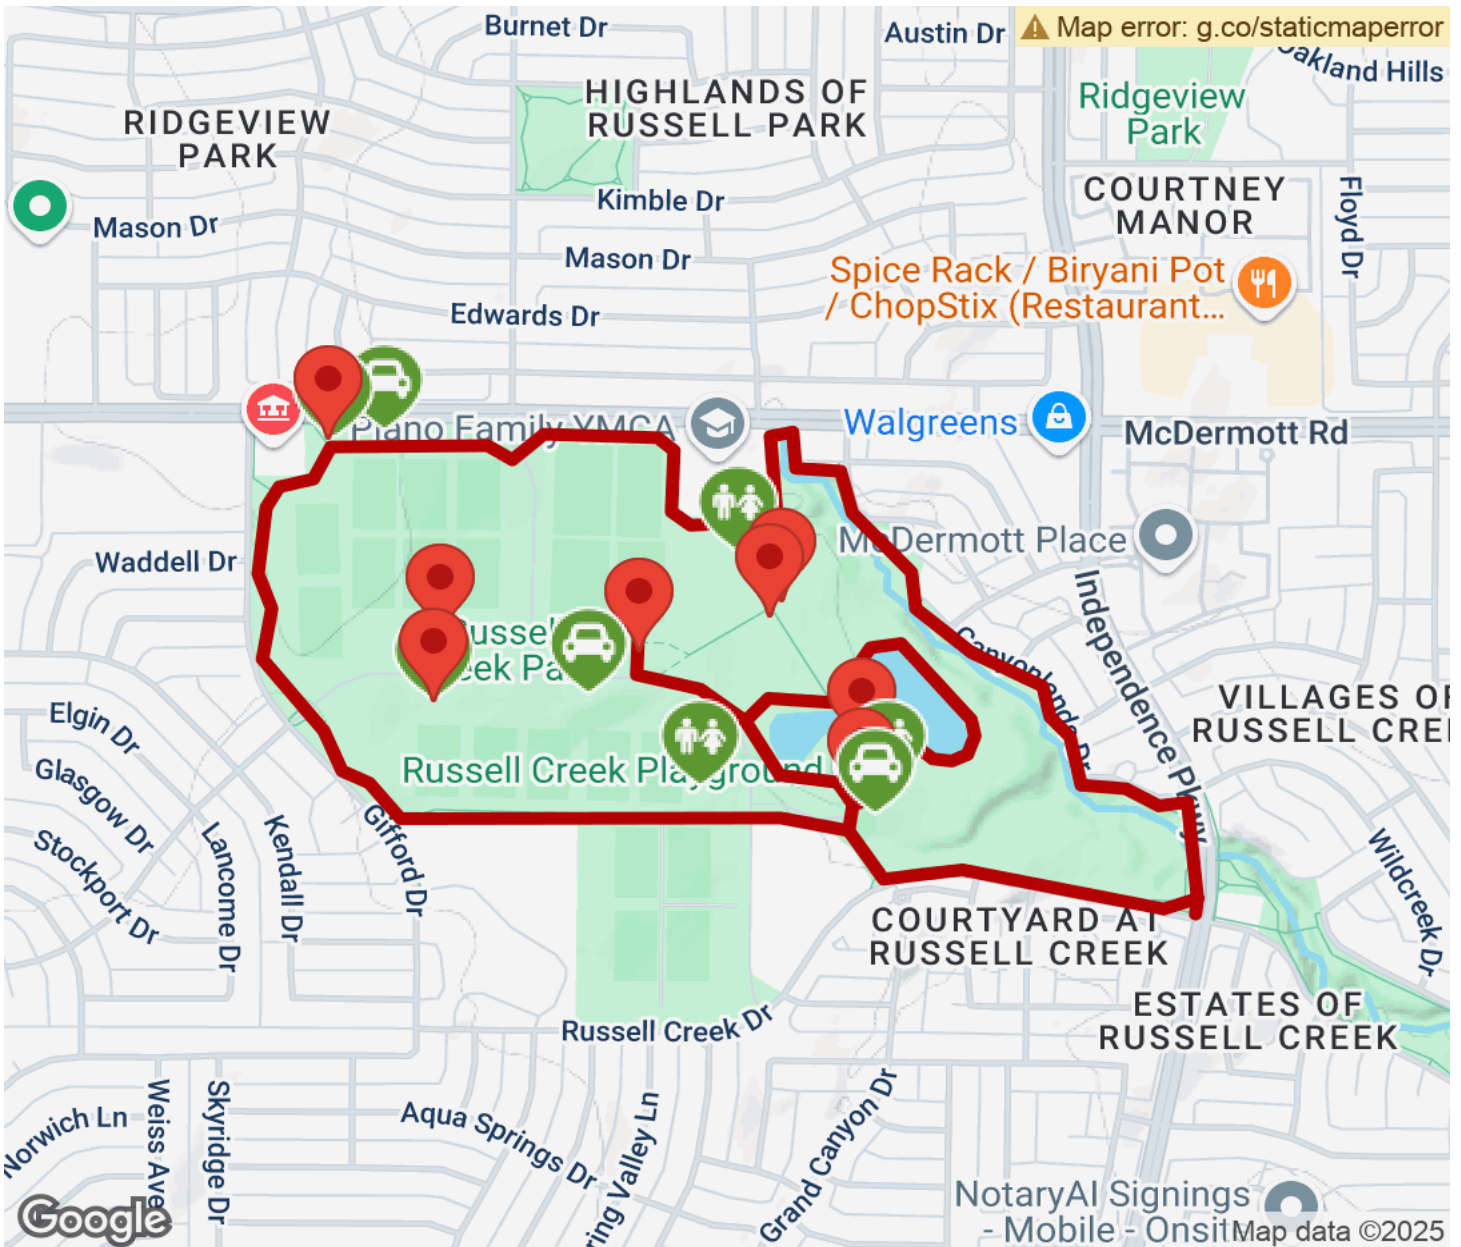 Burnet Dr
Austin Dr
Map error: g.co/staticmaperror
Oakland Hills
HIGHLANDS OF
RUSSELL PARK
Ridgeview
Park
RIDGEVIEW
PARK
COURTNEY
MANOR
Floyd Dr
Kimble Dr
Mason Dr
Mason Dr
Spice Rack / Biryani Pot
/ ChopStix (Restaurant...
Edwards Dr
Plano Family YMCA
Walgreens
McDermott Rd
McDermott Place
Waddell Dr
Independence Pkwy
Canyonlands Dr
VILLAGES OF
RUSSELL CREE
Elgin Dr
Glasgow Dr
Stockport Dr
Lancome Dr
Kendall Dr
Gifford Dr
Russell Creek Playground
Wildcreek Dr
COURTYARD AT
RUSSELL CREEK
ESTATES OF
RUSSELL CREEK
Russell Creek Dr
Norwich Ln
Weiss Ave
Skyridge Dr
Aqua Springs Dr
ring Valley Ln
Grand Canyon Dr
NotaryAI Signings
- Mobile - Onsit
Google
Map data ©2025